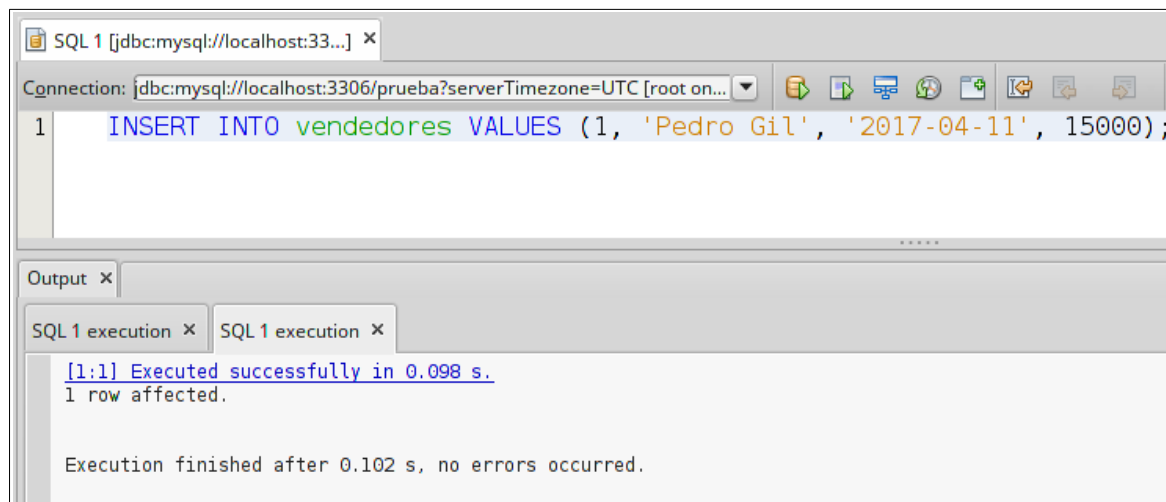 SQL 1 [jdbc:mysql://localhost:33...]
Connection: jdbc:mysql://localhost:3306/prueba?serverTimezone=UTC [root on...
1 INSERT INTO vendedores VALUES (1, 'Pedro Gil', '2017-04-11', 15000);
Output
SQL 1 execution SQL 1 execution
[1:1] Executed successfully in 0.098 s.
1 row affected.
Execution finished after 0.102 s, no errors occurred.